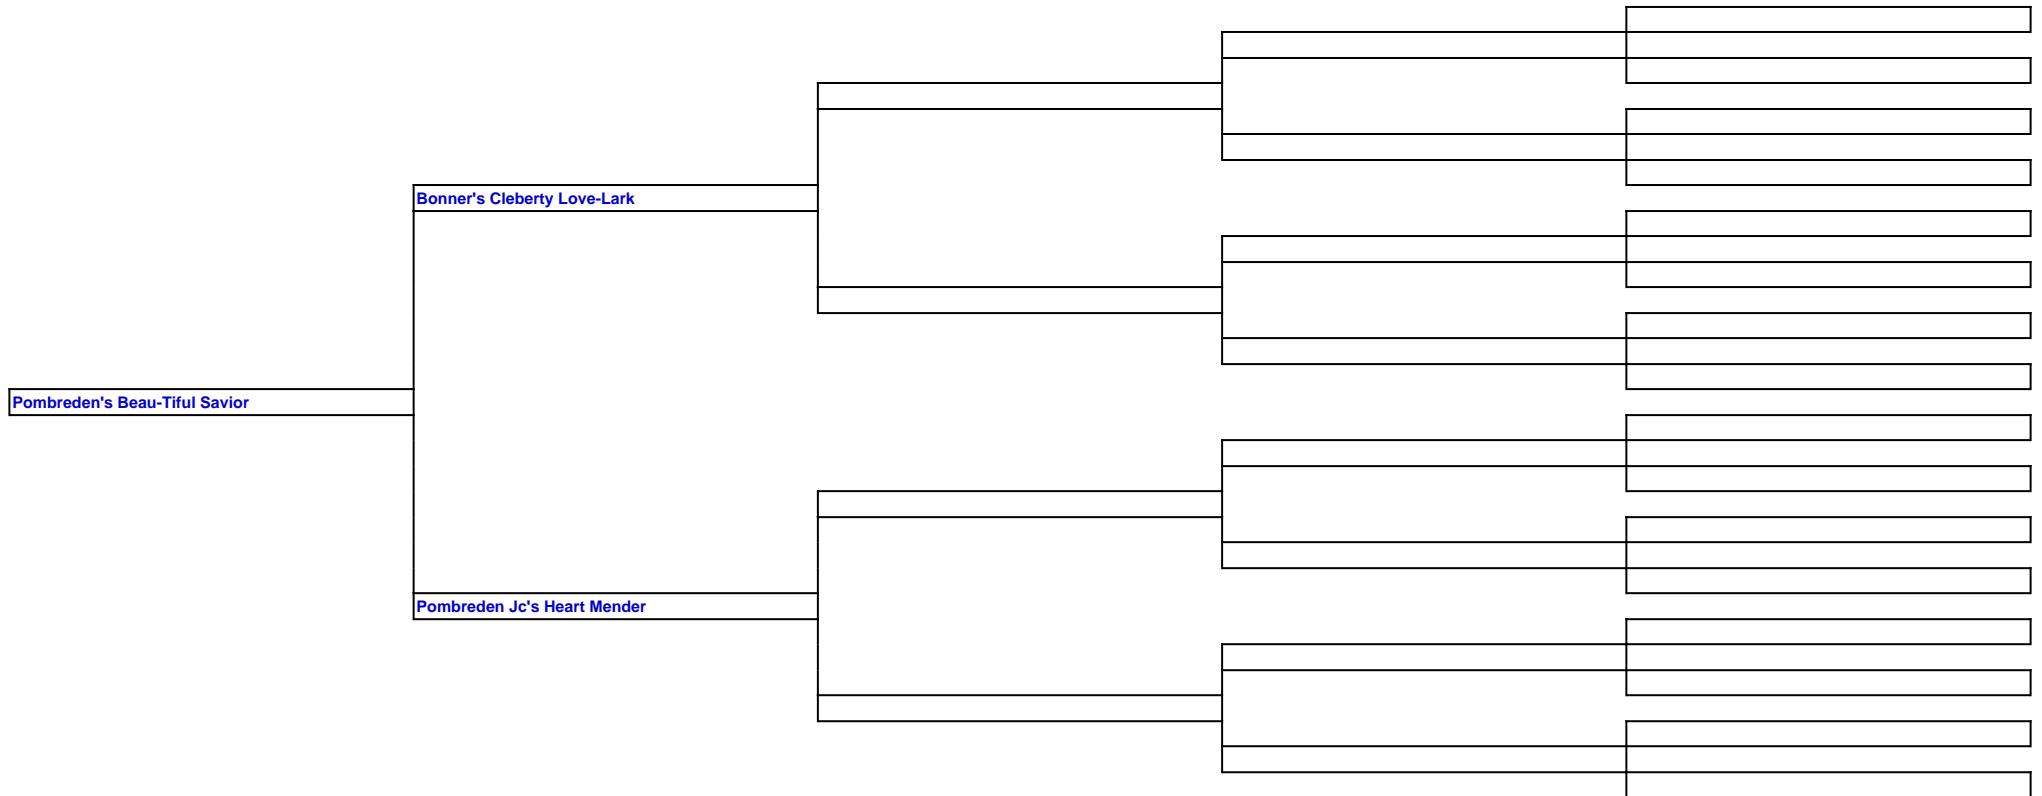 Bonner's Cleberty Love-Lark
Pombreden's Beau-Tiful Savior
Pombreden Jc's Heart Mender